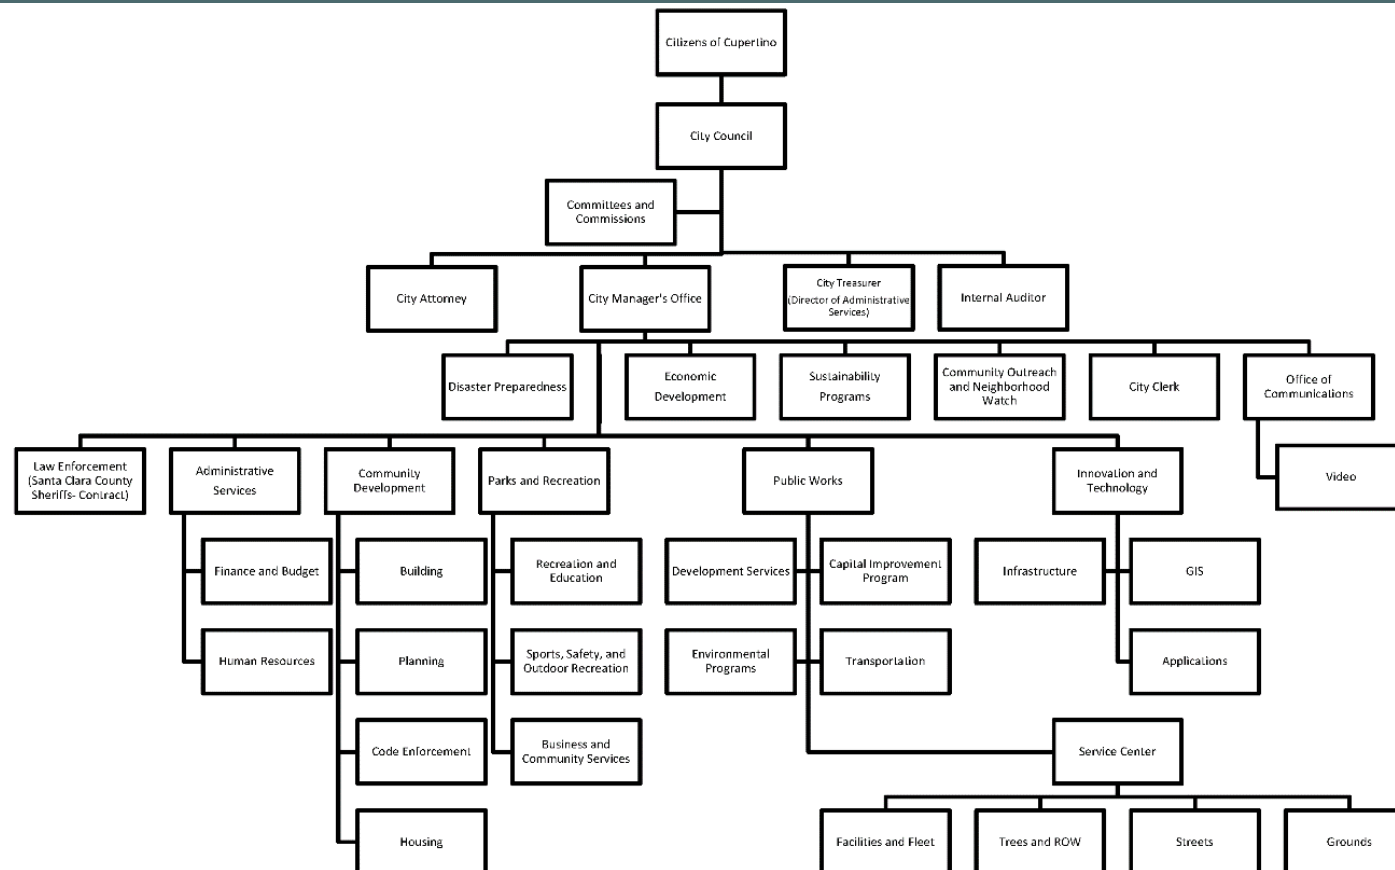 Citizens of Cupertino
City Council
Committees and
Commissions
City Attorney
City Manager's Office
City Treasurer
(Director of Administrative
Services)
Internal Auditor
Disaster Preparedness
Economic
Development
Sustainability
Programs
Community Outreach
and Neighborhood
Watch
City Clerk
Office of
Communications
Law Enforcement
(Santa Clara County
Sheriffs- Contract)
Administrative
Services
Community
Development
Parks and Recreation
Public Works
Innovation and
Technology
Video
Finance and Budget
Building
Recreation and
Education
Development Services
Capital Improvement
Program
Infrastructure
GIS
Human Resources
Planning
Sports, Safety, and
Outdoor Recreation
Environmental
Programs
Transportation
Applications
Code Enforcement
Business and
Community Services
Service Center
Housing
Facilities and Fleet
Trees and ROW
Streets
Grounds